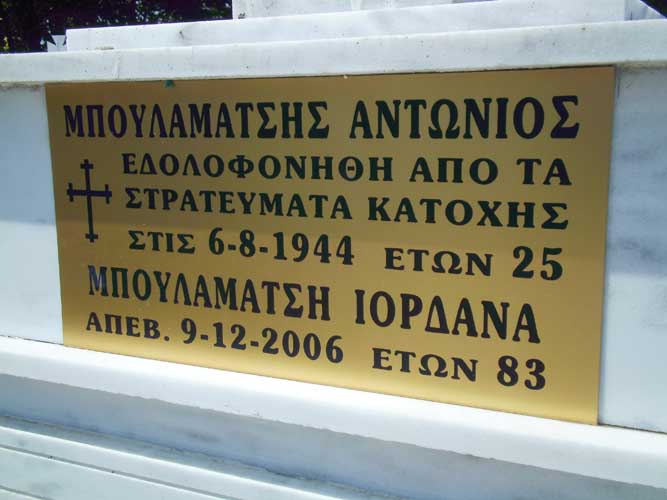 ΜΠΟΥΛΑΜΑΤΣΗΣ ΑΝΤΩΝΙΟΣ
ΕΔΟΛΟΦΟΝΗΘΗ ΑΠΟ ΤΑ
ΣΤΡΑΤΕΥΜΑΤΑ ΚΑΤΟΧΗΣ
ΣΤΙΣ 6-8-1944 ΕΤΩΝ 25
ΜΠΟΥΛΑΜΑΤΣΗ ΙΟΡΔΑΝΑ
ΑΠΕΒ. 9-12-2006 ΕΤΩΝ 83